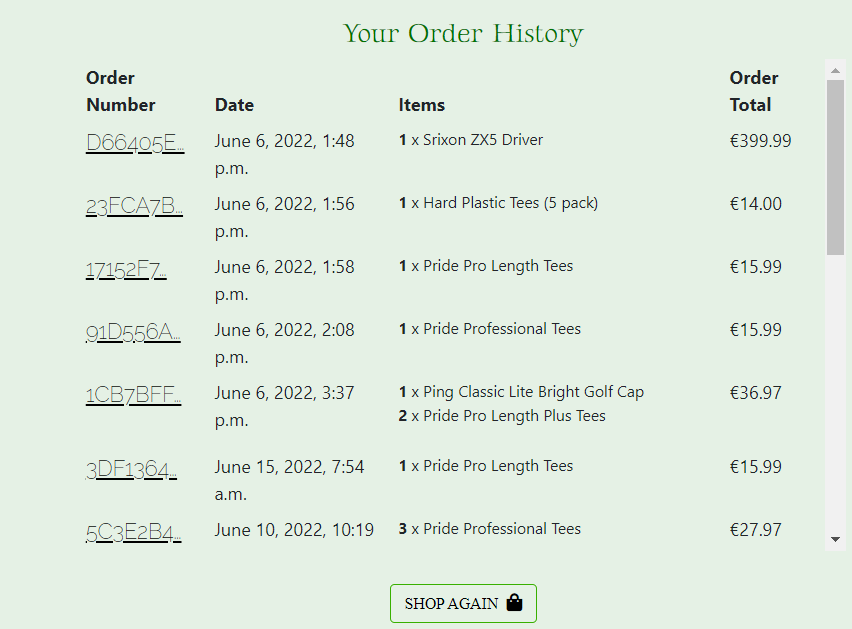 Your Order History
Order Number Date Items Order Total
D66405E... June 6, 2022, 1:48 p.m. 1 x Srixon ZX5 Driver €399.99
23FCA7B... June 6, 2022, 1:56 p.m. 1 x Hard Plastic Tees (5 pack) €14.00
17152F7... June 6, 2022, 1:58 p.m. 1 x Pride Pro Length Tees €15.99
91D556A... June 6, 2022, 2:08 p.m. 1 x Pride Professional Tees €15.99
1CB7BFF... June 6, 2022, 3:37 p.m. 1 x Ping Classic Lite Bright Golf Cap €36.97
2 x Pride Pro Length Plus Tees
3DF1364... June 15, 2022, 7:54 a.m. 1 x Pride Pro Length Tees €15.99
5C3E2B4... June 10, 2022, 10:19 3 x Pride Professional Tees €27.97
SHOP AGAIN